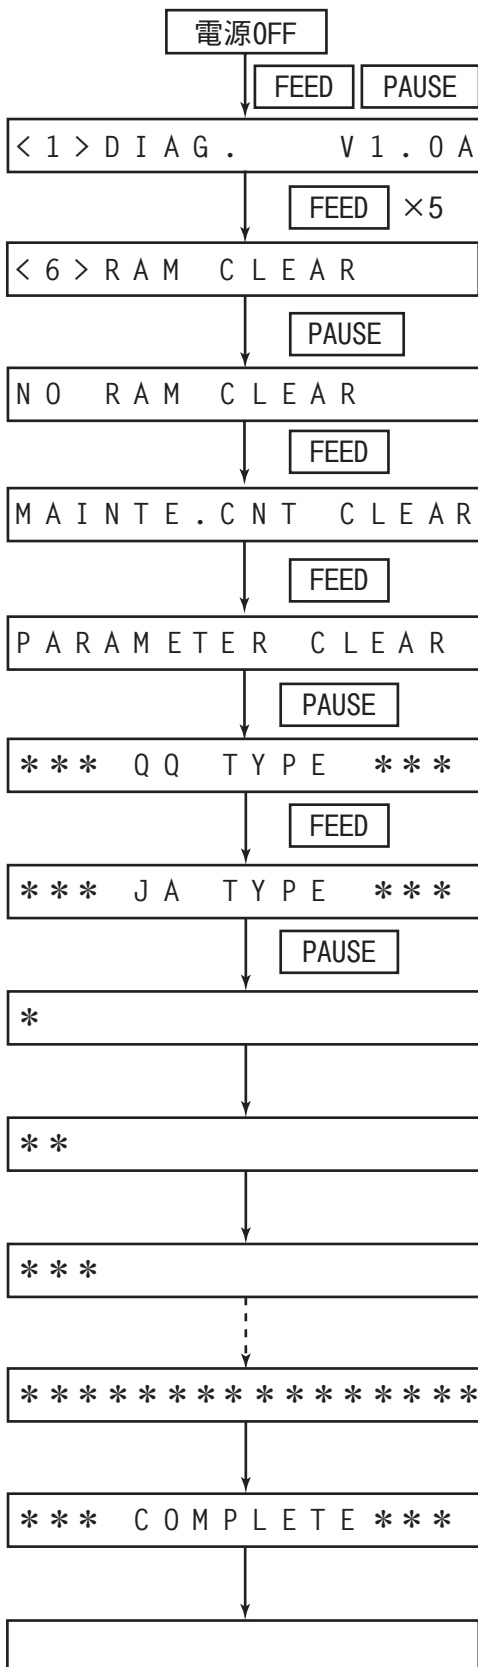 電源OFF
FEED PAUSE
<1>DIAG. V1.0A
FEED ×5
<6>RAM CLEAR
PAUSE
NO RAM CLEAR
FEED
MAINTE.CNT CLEAR
FEED
PARAMETER CLEAR
PAUSE
*** QQ TYPE ***
FEED
*** JA TYPE ***
PAUSE
*
**
***
****************
*** COMPLETE***